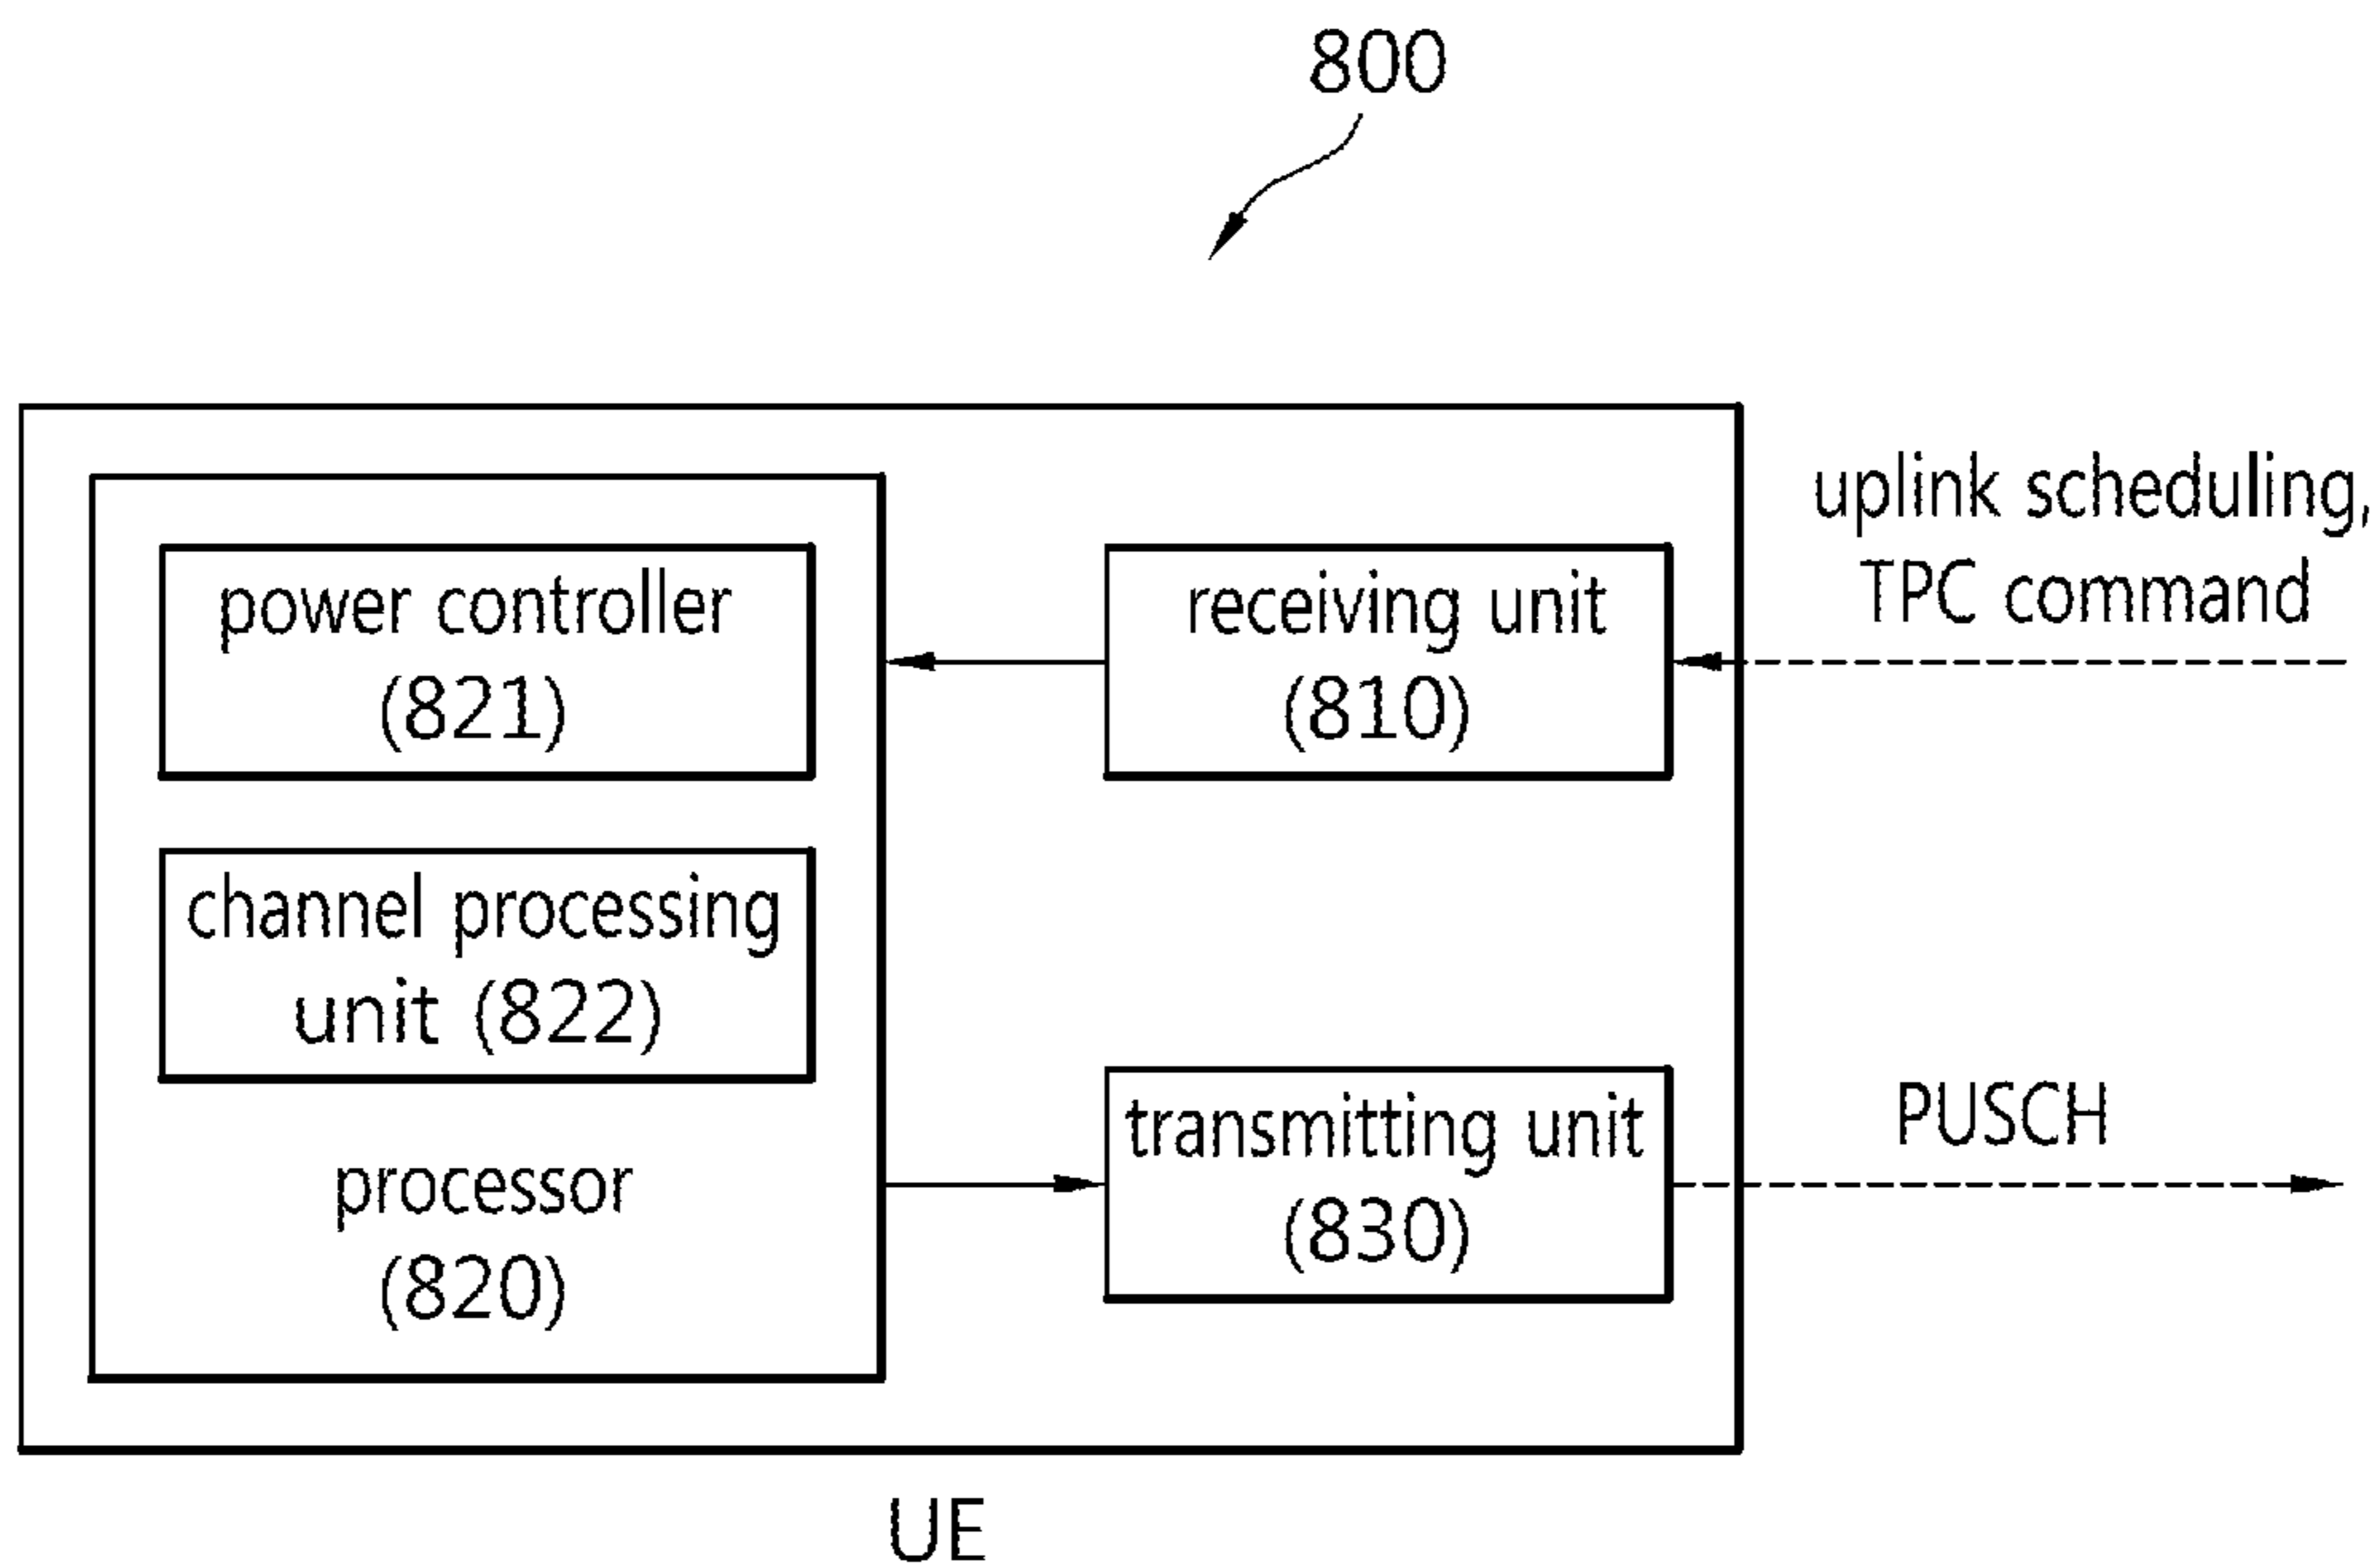 800
uplink scheduling,
TPC command
power controller
(821)
receiving unit
(810)
channel processing
unit (822)
processor
(820)
transmitting unit
(830)
PUSCH
UE